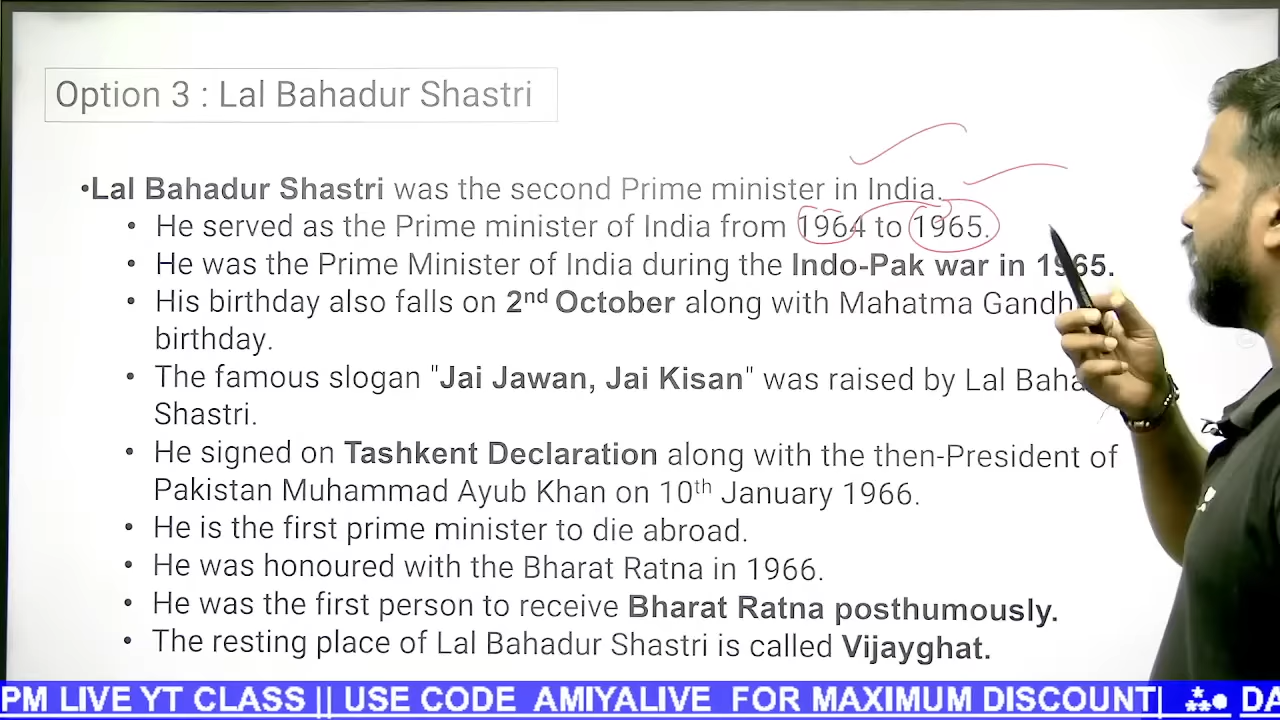 Option 3 : Lal Bahadur Shastri
•Lal Bahadur Shastri was the second Prime minister in India.
• He served as the Prime minister of India from 1964 to 1965.
• He was the Prime Minister of India during the Indo-Pak war in 1965.
• His birthday also falls on 2nd October along with Mahatma Gandh
birthday.
• The famous slogan "Jai Jawan, Jai Kisan" was raised by Lal Baha
Shastri.
• He signed on Tashkent Declaration along with the then-President of
Pakistan Muhammad Ayub Khan on 10th January 1966.
• He is the first prime minister to die abroad.
• He was honoured with the Bharat Ratna in 1966.
• He was the first person to receive Bharat Ratna posthumously.
• The resting place of Lal Bahadur Shastri is called Vijayghat.
PM LIVE YT CLASS || USE CODE AMIYALIVE FOR MAXIMUM DISCOUNT| DA